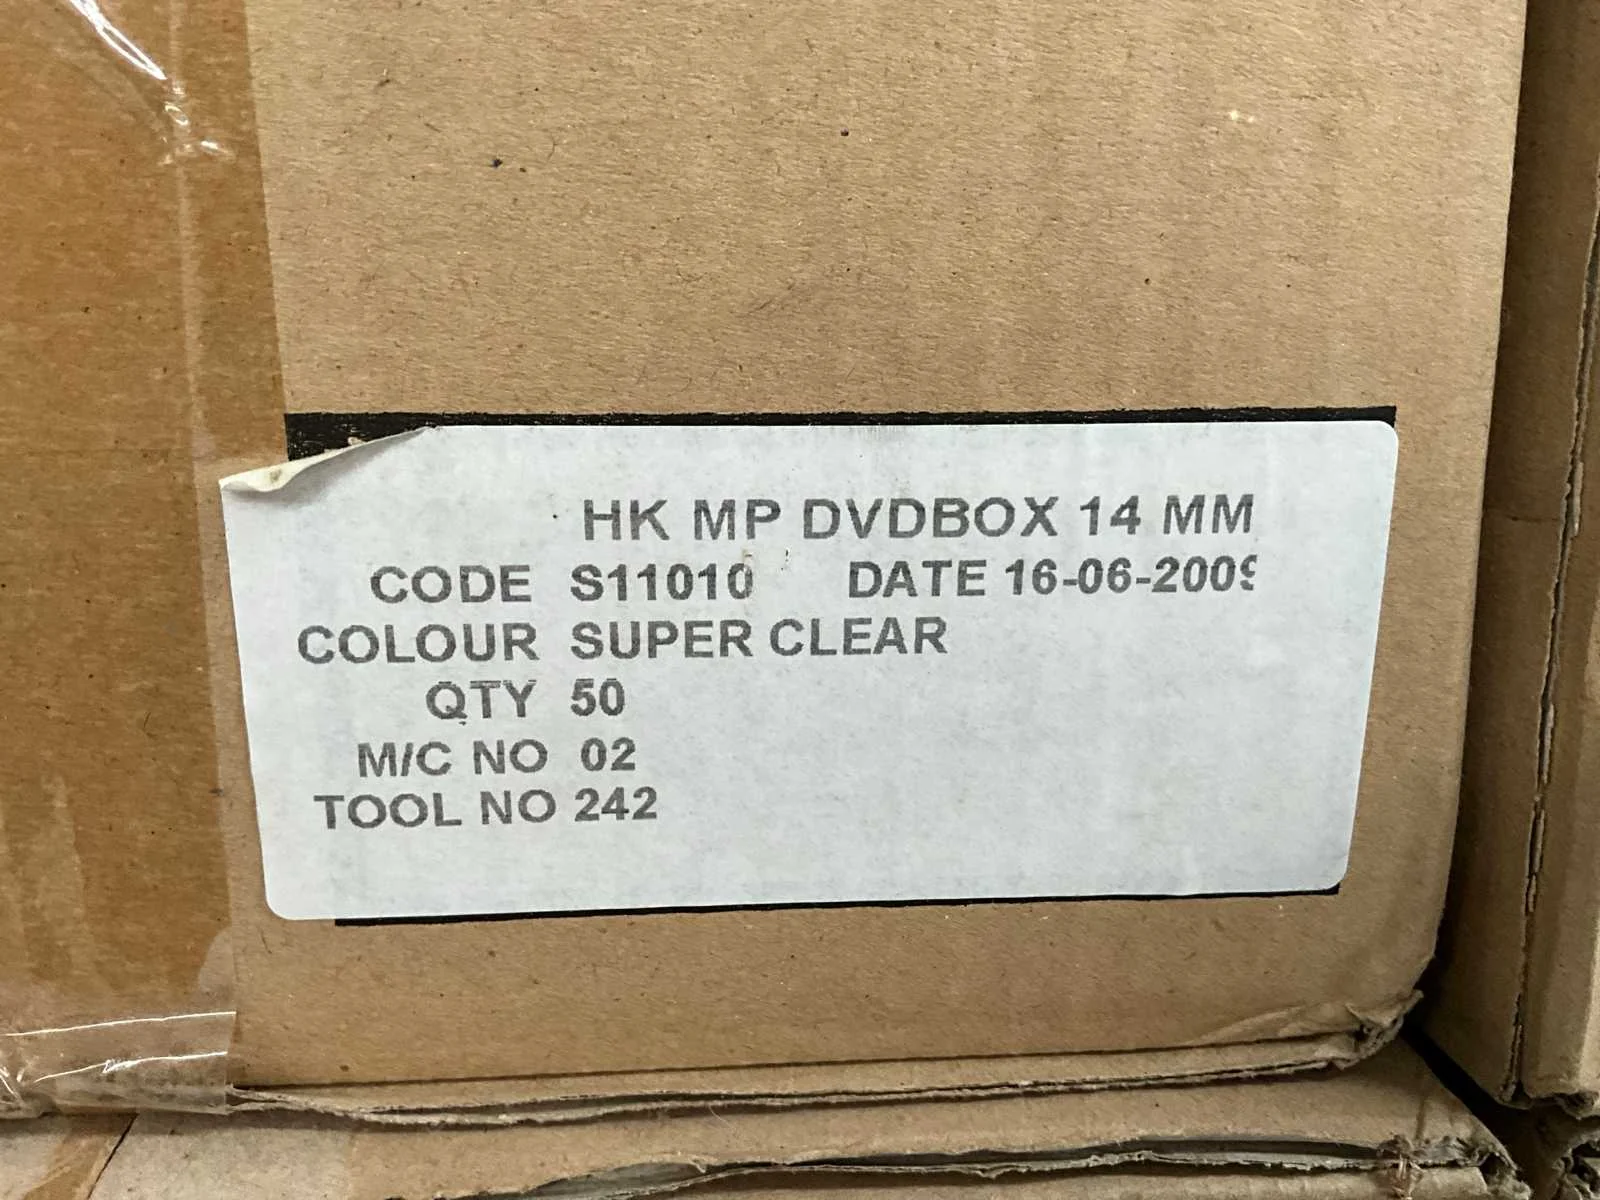 HK MP DVDBOX 14 MM
CODE S11010 DATE 16-06-2009
COLOUR SUPER CLEAR
QTY 50
M/C NO 02
TOOL NO 242